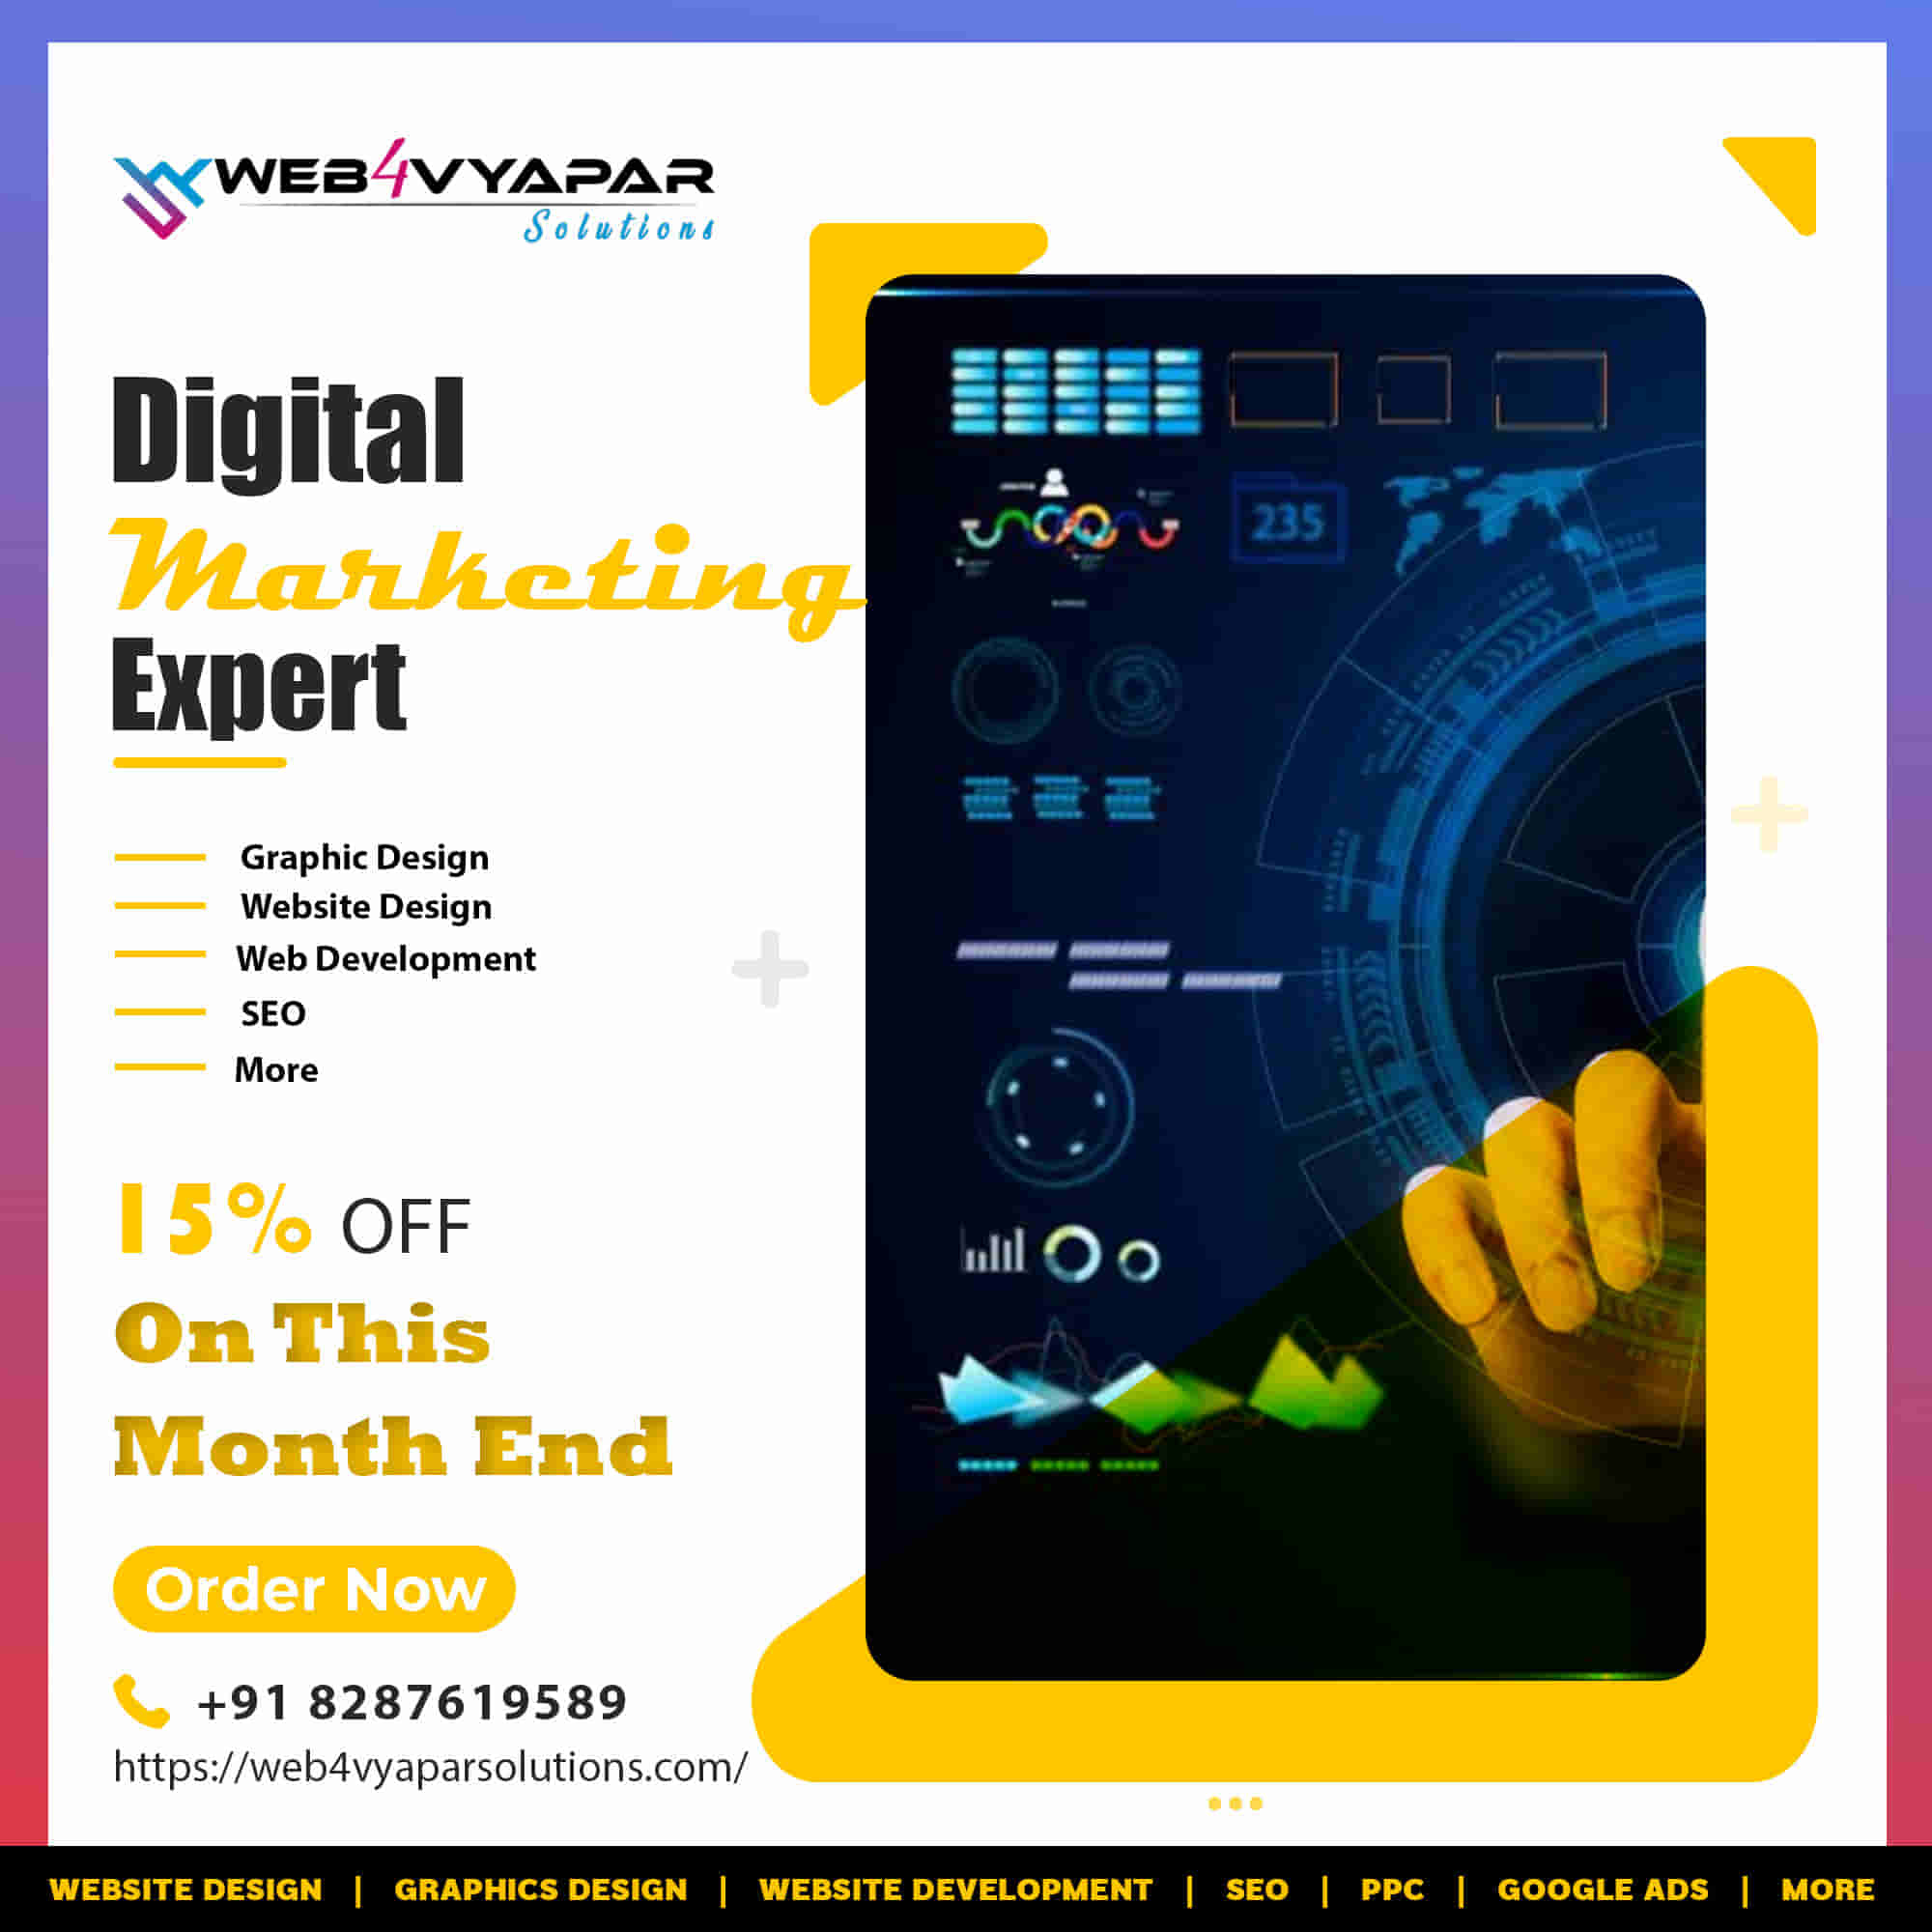 WEB4VYAPAR
Solutions
Digital
Marketing
Expert
Graphic Design
Website Design
Web Development
SEO
More
15% OFF
On This
Month End
Order Now
+91 8287619589
https://web4vyaparsolutions.com/
235
WEBSITE DESIGN | GRAPHICS DESIGN | WEBSITE DEVELOPMENT | SEO | PPC | GOOGLE ADS | MORE